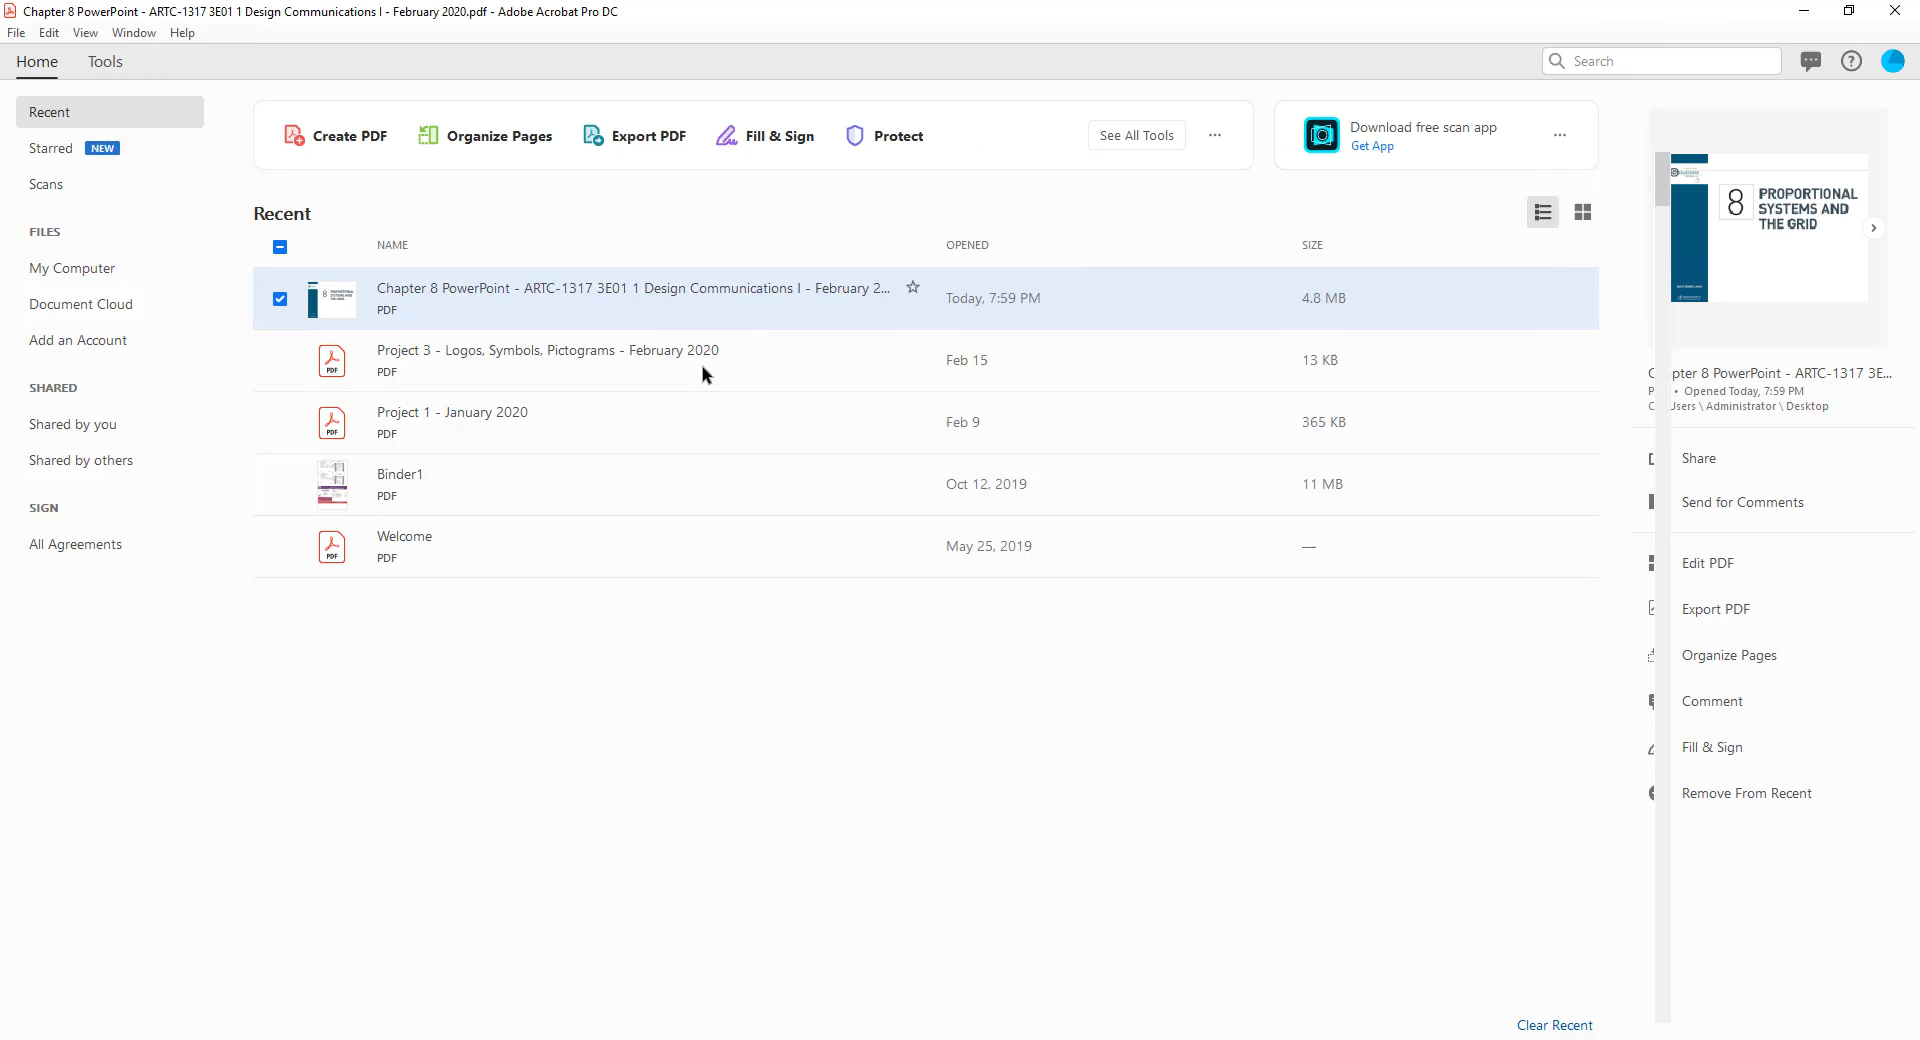 Chapter 8 PowerPoint - ARTC-1317 3E01 1 Design Communications I - February 2020.pdf - Adobe Acrobat Pro DC
File Edit View Window Help
Home Tools
Search
Recent
Starred NEW
Scans
FILES
My Computer
Document Cloud
Add an Account
SHARED
Shared by you
Shared by others
SIGN
All Agreements
Create PDF Organize Pages Export PDF Fill & Sign Protect See All Tools
Download free scan app
Get App
Recent
NAME OPENED SIZE
Chapter 8 PowerPoint - ARTC-1317 3E01 1 Design Communications I - February 2... Today, 7:59 PM 4.8 MB
PDF
Project 3 - Logos, Symbols, Pictograms - February 2020 Feb 15 13 KB
PDF
Project 1 - January 2020 Feb 9 365 KB
PDF
Binder1 Oct 12, 2019 11 MB
PDF
Welcome May 25, 2019 —
PDF
Clear Recent
8 PROPORTIONAL
SYSTEMS AND
THE GRID
pter 8 PowerPoint - ARTC-1317 3E...
• Opened Today, 7:59 PM
Users \ Administrator \ Desktop
Share
Send for Comments
Edit PDF
Export PDF
Organize Pages
Comment
Fill & Sign
Remove From Recent